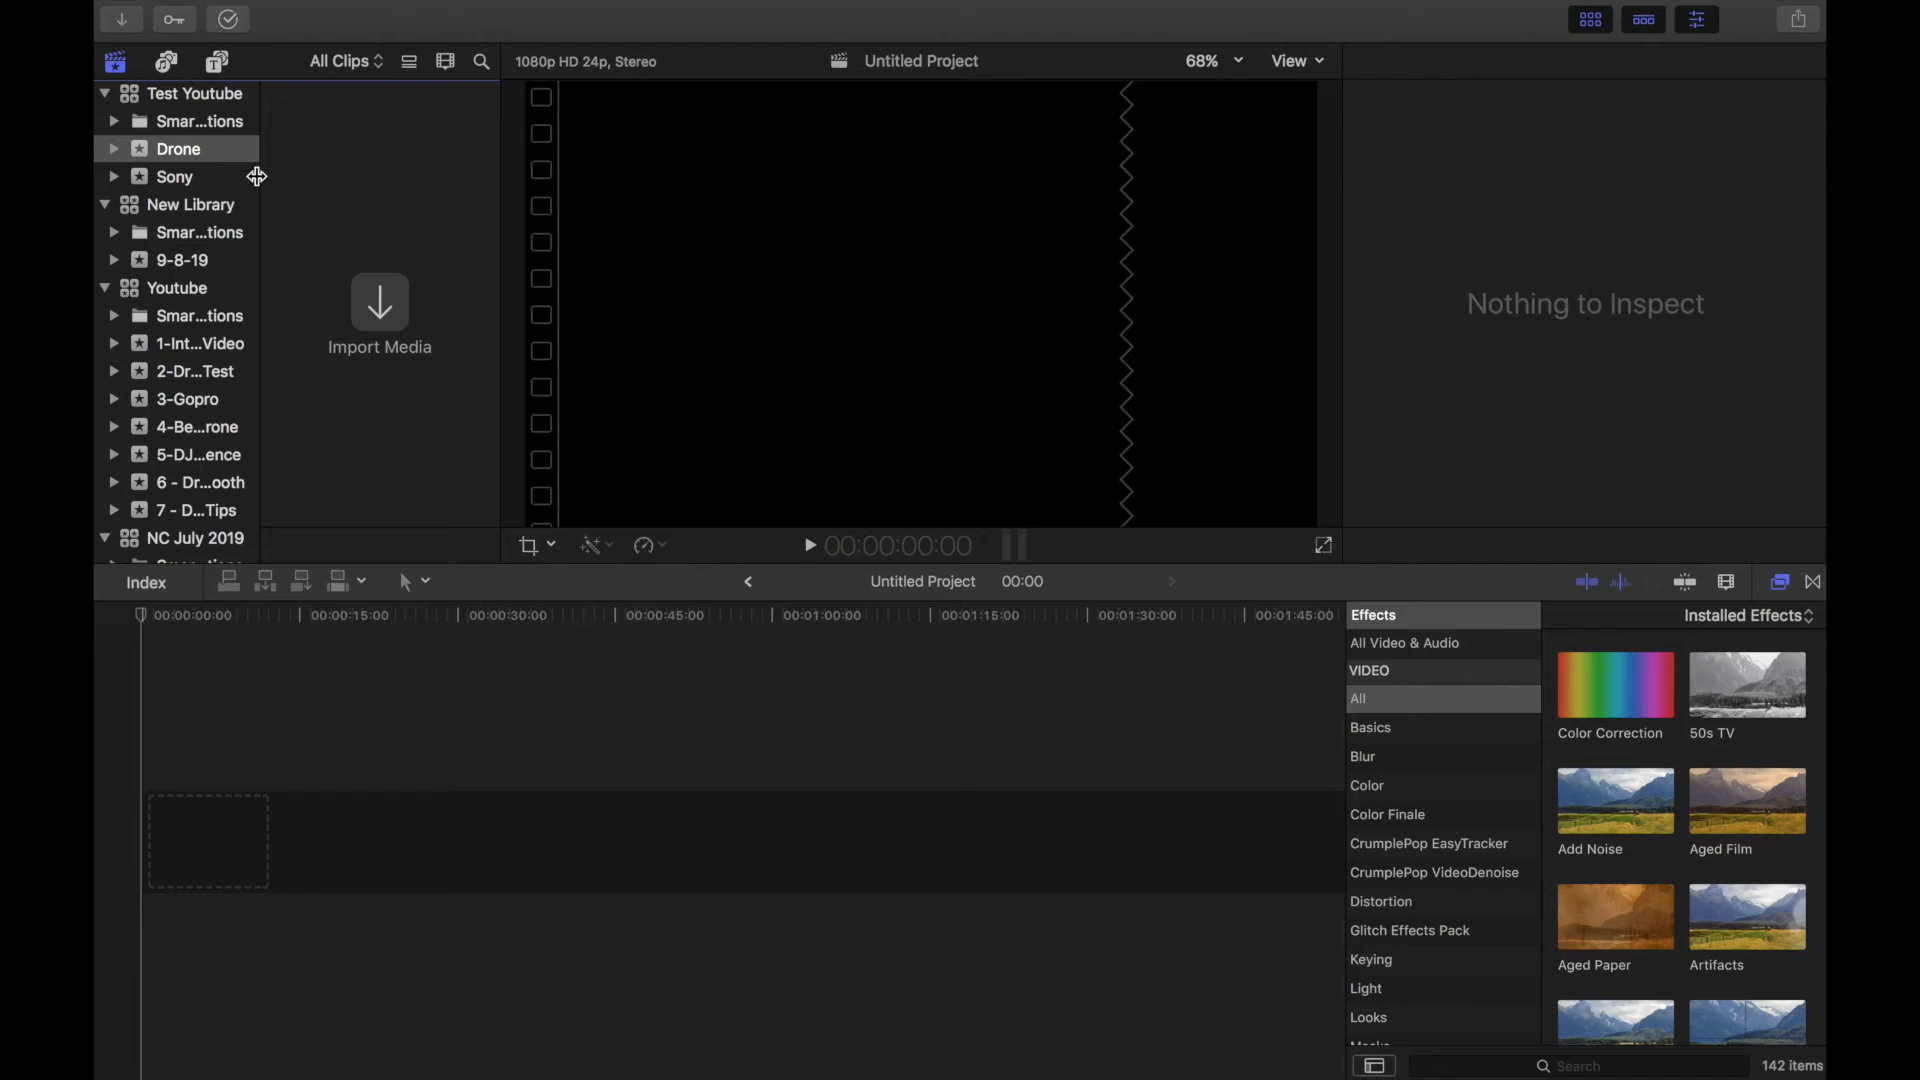 All Clips
1080p HD 24p, Stereo
Untitled Project
68%
View
Test Youtube
Smar...tions
Drone
Sony
New Library
Smar...tions
9-8-19
Youtube
Smar...tions
1-Int...Video
2-Dr...Test
3-Gopro
4-Be...rone
5-DJ...ence
6 - Dr...ooth
7 - D...Tips
NC July 2019
Import Media
Nothing to Inspect
00:00:00:00
Index
Untitled Project
00:00
00:00:00:00
00:00:15:00
00:00:30:00
00:00:45:00
00:01:00:00
00:01:15:00
00:01:30:00
00:01:45:00
Effects
Installed Effects
All Video & Audio
VIDEO
All
Basics
Blur
Color
Color Finale
CrumplePop EasyTracker
CrumplePop VideoDenoise
Distortion
Glitch Effects Pack
Keying
Light
Looks
Color Correction
50s TV
Add Noise
Aged Film
Aged Paper
Artifacts
Search
142 items